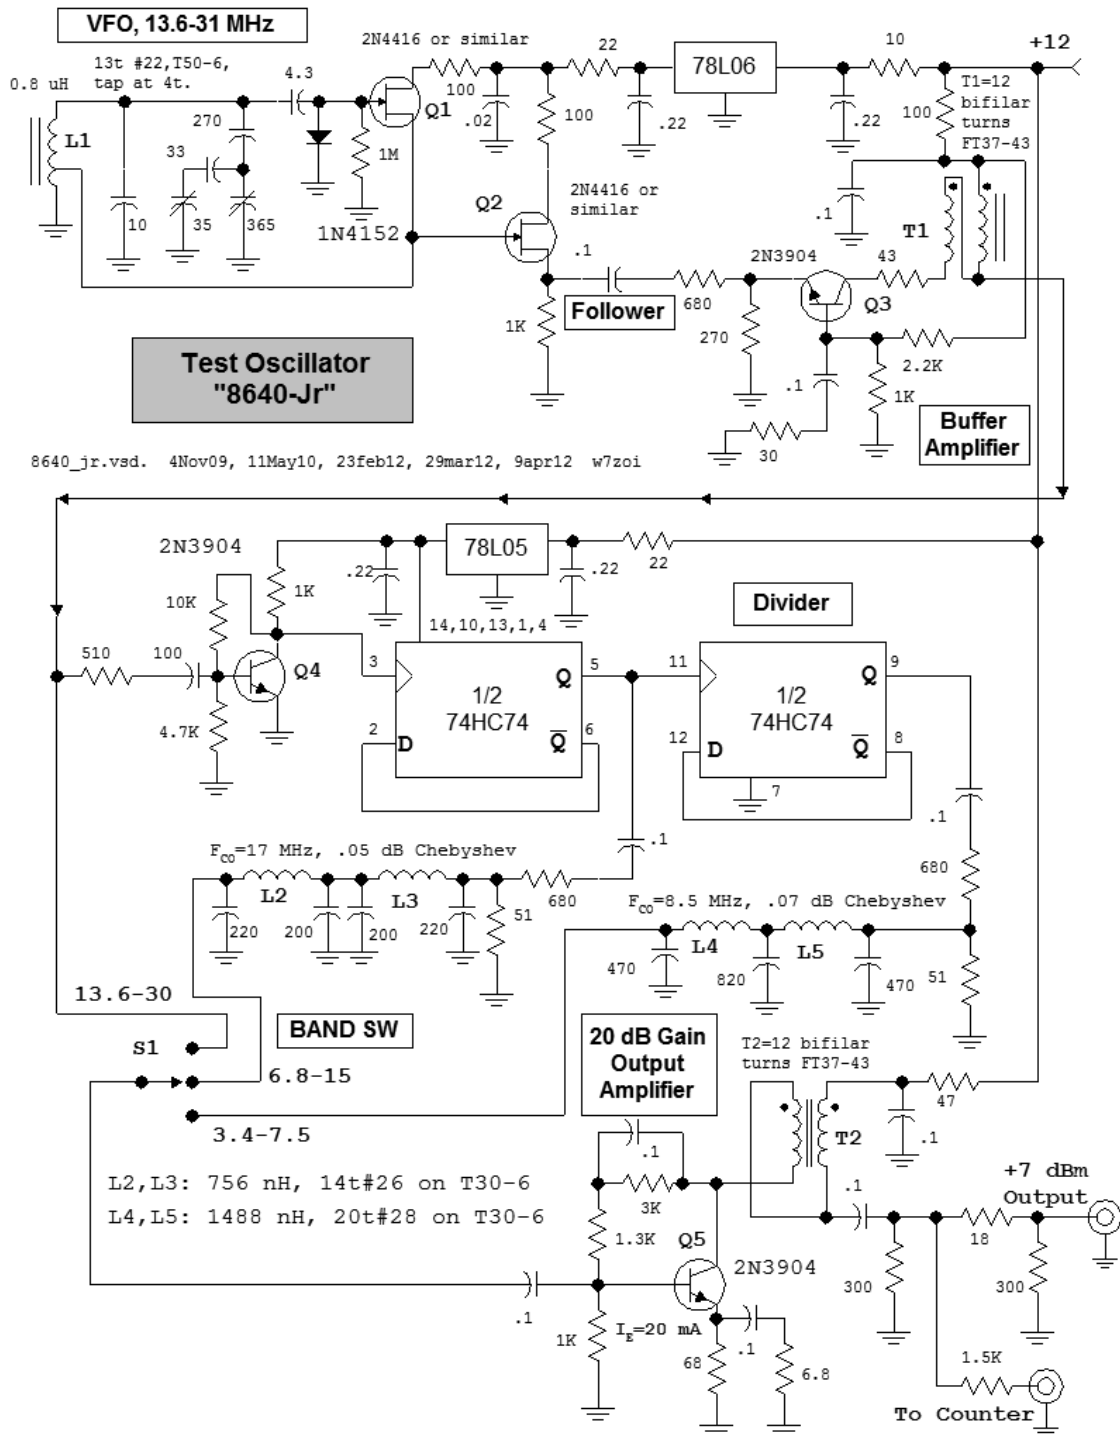 VFO, 13.6-31 MHz
2N4416 or similar
22
78L06
10
+12
13t #22,T50-6,
tap at 4t.
0.8 uH
4.3
Q1
100
.02
100
.22
.22
100
T1=12
bifilar
turns
FT37-43
L1
270
33
1M
10
35
365
1N4152
Q2
2N4416 or
similar
.1
.1
T1
2N3904
43
Follower
680
Q3
1K
270
2.2K
.1
1K
30
Test Oscillator
"8640-Jr"
Buffer
Amplifier
8640_jr.vsd. 4Nov09, 11May10, 23feb12, 29mar12, 9apr12 w7zoi
2N3904
78L05
22
.22
.22
1K
10K
Divider
14,10,13,1,4
510
100
Q4
3
5
11
9
Q
Q
1/2
74HC74
1/2
74HC74
4.7K
2
D
Q̅
6
12
D
Q̅
8
7
.1
.1
FCO=17 MHz, .05 dB Chebyshev
680
L2
L3
680
51
220
200
200
220
FCO=8.5 MHz, .07 dB Chebyshev
L4
L5
470
820
470
51
13.6-30
S1
BAND SW
20 dB Gain
Output
Amplifier
T2=12 bifilar
turns FT37-43
6.8-15
47
3.4-7.5
T2
.1
.1
L2,L3: 756 nH, 14t#26 on T30-6
L4,L5: 1488 nH, 20t#28 on T30-6
3K
.1
+7 dBm
Output
1.3K
Q5
18
2N3904
300
300
.1
1K
IE=20 mA
.1
68
6.8
1.5K
To Counter